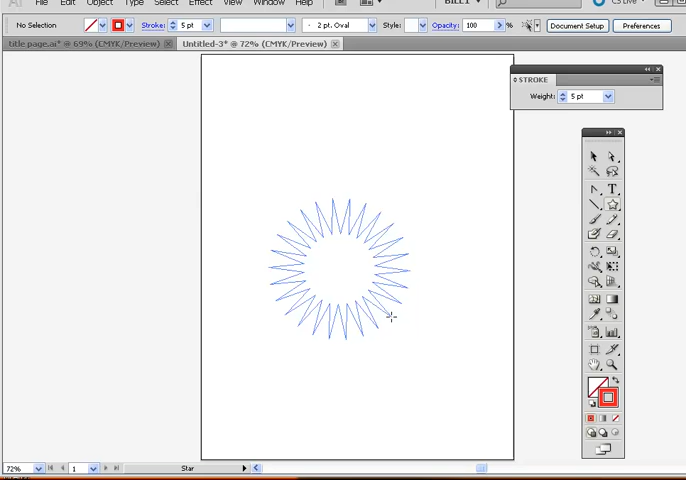 File Edit Object Type Select Effect View Window Help
No Selection Stroke: 5 pt 2 pt. Oval Style: Opacity: 100 % Document Setup Preferences
title page.ai* @ 69% (CMYK/Preview) Untitled-3* @ 72% (CMYK/Preview)
STROKE
Weight: 5 pt
T
72% 1 Star